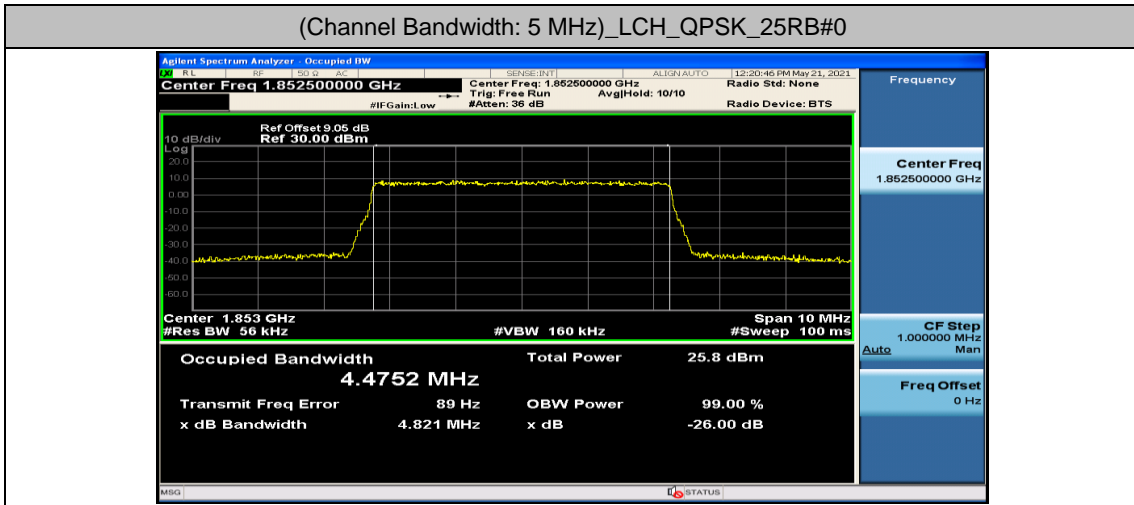 (Channel Bandwidth: 5 MHz)_LCH_QPSK_25RB#0
Agilent Spectrum Analyzer - Occupied BW
LXI RL RF 50 Ω AC SENSE:INT ALIGN AUTO 12:20:46 PM May 21, 2021
Center Freq 1.852500000 GHz
Center Freq: 1.852500000 GHz
Radio Std: None
Trig: Free Run Avg|Hold: 10/10
#IFGain:Low #Atten: 36 dB Radio Device: BTS
Ref Offset 9.05 dB
10 dB/div Ref 30.00 dBm
Log
20.0
10.0
0.00
-10.0
-20.0
-30.0
-40.0
-50.0
-60.0
Center 1.853 GHz Span 10 MHz
#Res BW 56 kHz #VBW 160 kHz #Sweep 100 ms
Occupied Bandwidth Total Power 25.8 dBm
4.4752 MHz
Transmit Freq Error 89 Hz OBW Power 99.00 %
x dB Bandwidth 4.821 MHz x dB -26.00 dB
MSG STATUS
Frequency
Center Freq
1.852500000 GHz
CF Step
1.000000 MHz
Auto Man
Freq Offset
0 Hz